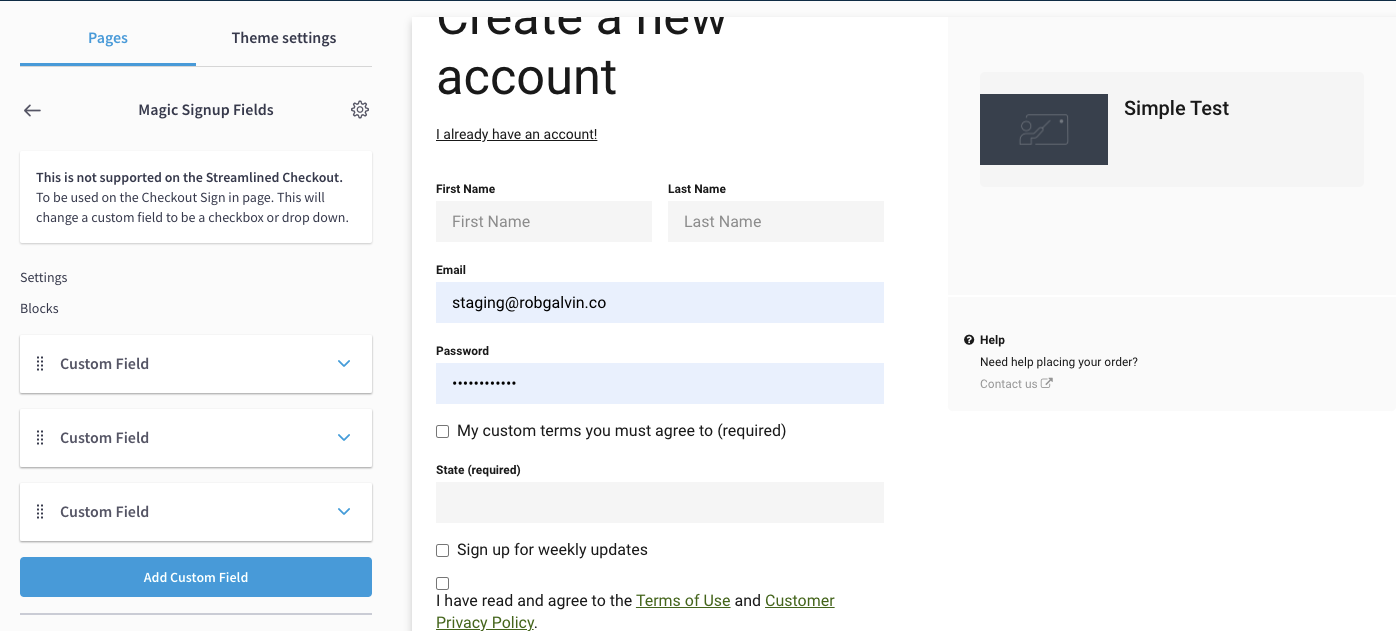 Pages
Theme settings
Magic Signup Fields
This is not supported on the Streamlined Checkout.
To be used on the Checkout Sign in page. This will
change a custom field to be a checkbox or drop down.
Settings
Blocks
Custom Field
Custom Field
Custom Field
Add Custom Field
Create a new
account
I already have an account!
First Name
Last Name
First Name
Last Name
Email
staging@robgalvin.co
Password
••••••••••••
My custom terms you must agree to (required)
State (required)
Sign up for weekly updates
I have read and agree to the Terms of Use and Customer
Privacy Policy.
Simple Test
Help
Need help placing your order?
Contact us